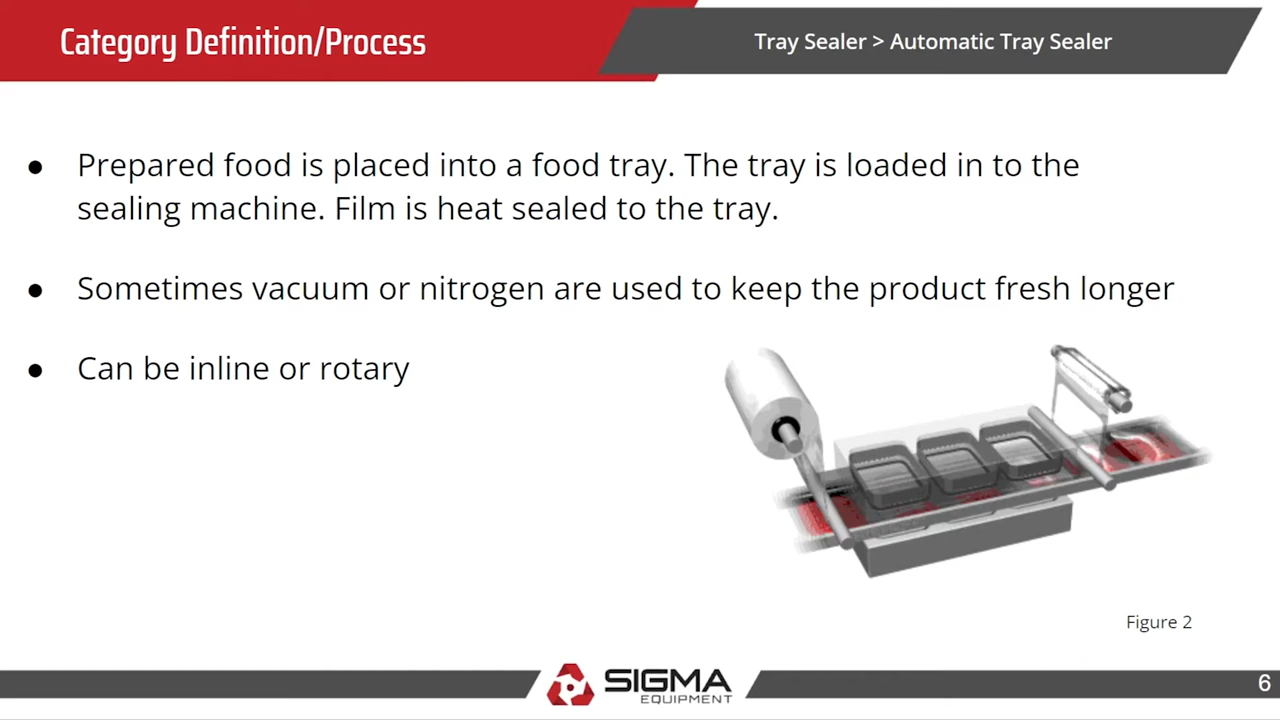 Category Definition/Process
Tray Sealer > Automatic Tray Sealer
● Prepared food is placed into a food tray. The tray is loaded in to the
sealing machine. Film is heat sealed to the tray.
● Sometimes vacuum or nitrogen are used to keep the product fresh longer
● Can be inline or rotary
Figure 2
SIGMA
EQUIPMENT
6